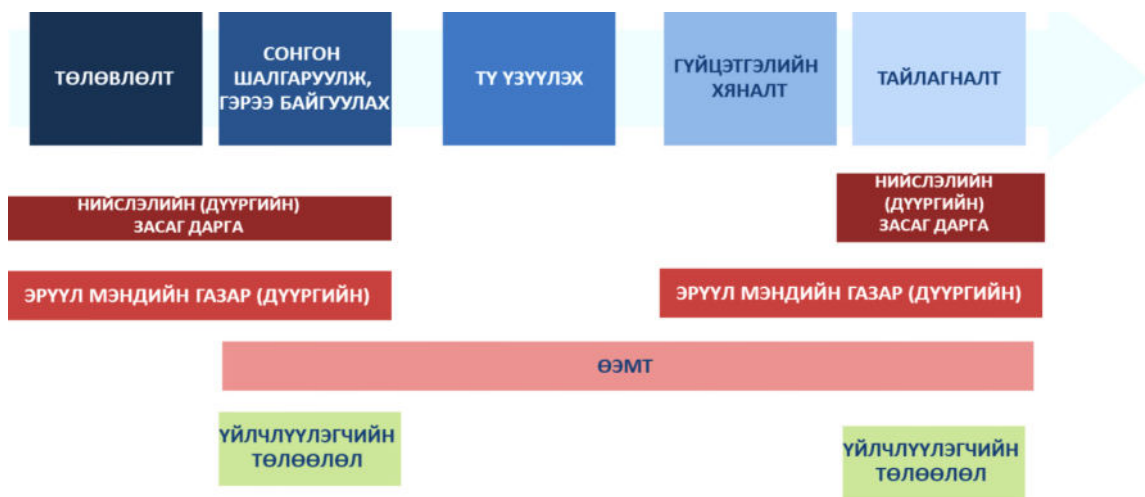 ТӨЛӨВЛӨЛТ
СОНГОН
ШАЛГАРУУЛЖ,
ГЭРЭЭ БАЙГУУЛАХ
ТҮ ҮЗҮҮЛЭХ
ГҮЙЦЭТГЭЛИЙН
ХЯНАЛТ
ТАЙЛАГНАЛТ
НИЙСЛЭЛИЙН (ДҮҮРГИЙН)
ЗАСАГ ДАРГА
НИЙСЛЭЛИЙН
(ДҮҮРГИЙН)
ЗАСАГ ДАРГА
ЭРҮҮЛ МЭНДИЙН ГАЗАР (ДҮҮРГИЙН)
ЭРҮҮЛ МЭНДИЙН ГАЗАР (ДҮҮРГИЙН)
ӨЭМТ
ҮЙЛЧЛҮҮЛЭГЧИЙН
ТӨЛӨӨЛӨЛ
ҮЙЛЧЛҮҮЛЭГЧИЙН
ТӨЛӨӨЛӨЛ